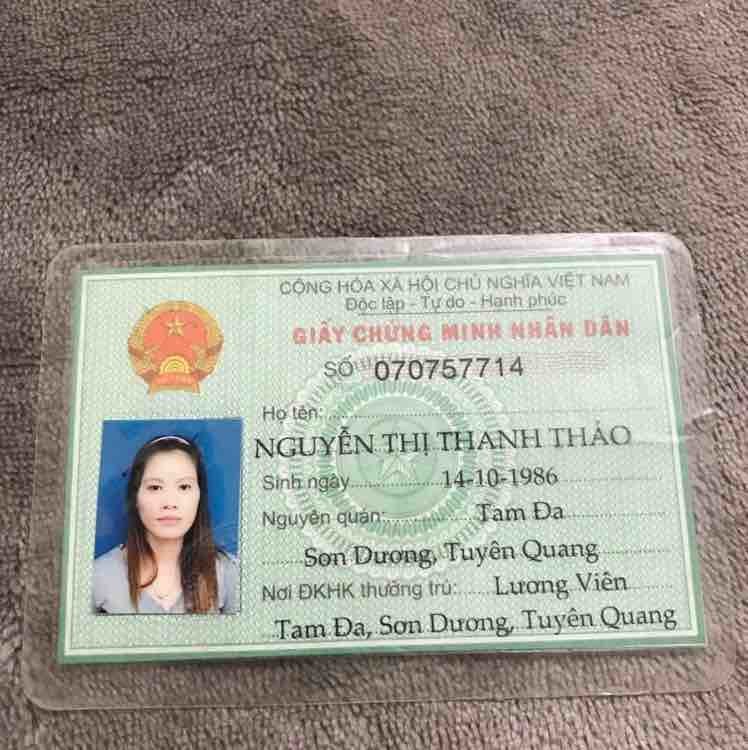 CỘNG HÒA XÃ HỘI CHỦ NGHĨA VIỆT NAM
Độc lập - Tự do - Hạnh phúc
GIẤY CHỨNG MINH NHÂN DÂN
SỐ 070757714
Họ tên:
NGUYỄN THỊ THANH THẢO
Sinh ngày 14-10-1986
Nguyên quán: Tam Đa
Sơn Dương, Tuyên Quang
Nơi ĐKHK thường trú: Lương Viên
Tam Đa, Sơn Dương, Tuyên Quang